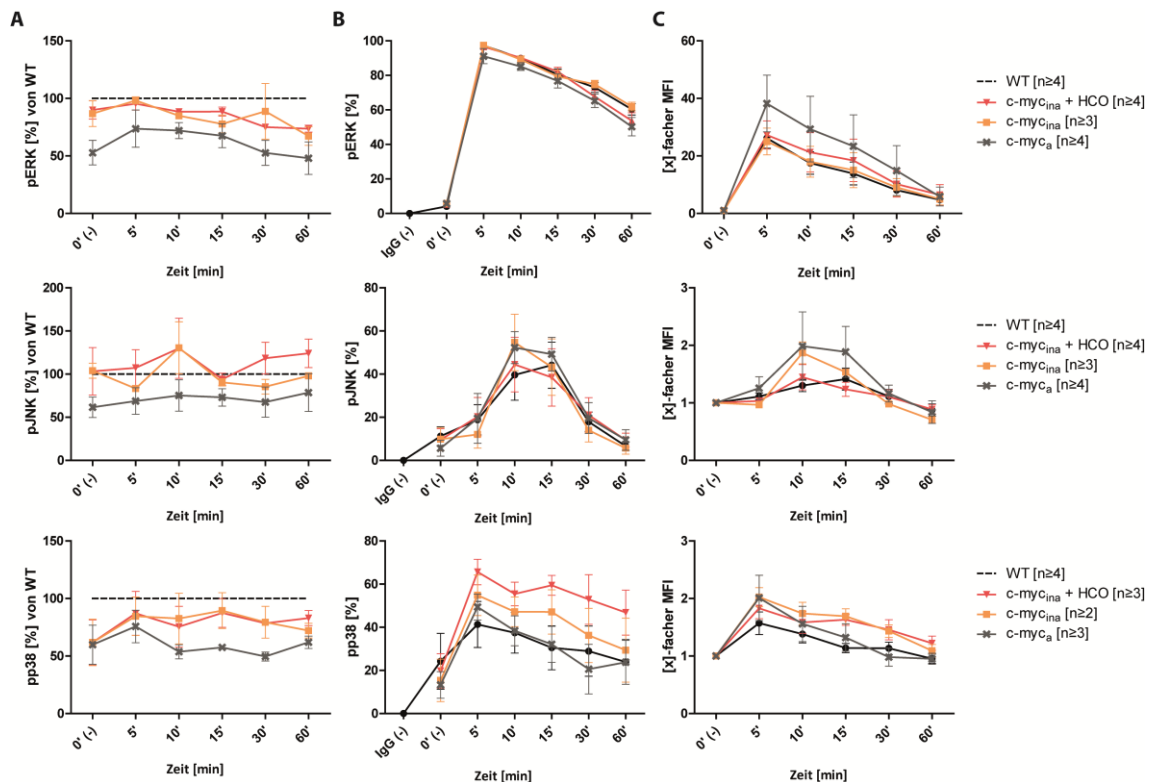 A
B
C
pERK [%] von WT
150
100
50
0
0' (-)
5'
10'
15'
30'
60'
Zeit [min]
pERK [%]
100
80
60
40
20
0
IgG (-)
0' (-)
5'
10'
15'
30'
60'
Zeit [min]
[x]-facher MFI
60
40
20
0
0' (-)
5'
10'
15'
30'
60'
Zeit [min]
WT [n≥4]
c-mycina + HCO [n≥4]
c-mycina [n≥3]
c-myca [n≥4]
pJNK [%] von WT
200
150
100
50
0
0' (-)
5'
10'
15'
30'
60'
Zeit [min]
pJNK [%]
80
60
40
20
0
IgG (-)
0' (-)
5'
10'
15'
30'
60'
Zeit [min]
[x]-facher MFI
3
2
1
0
0' (-)
5'
10'
15'
30'
60'
Zeit [min]
WT [n≥4]
c-mycina + HCO [n≥4]
c-mycina [n≥3]
c-myca [n≥4]
pp38 [%] von WT
150
100
50
0
0' (-)
5'
10'
15'
30'
60'
Zeit [min]
pp38 [%]
80
60
40
20
0
IgG (-)
0' (-)
5'
10'
15'
30'
60'
Zeit [min]
[x]-facher MFI
3
2
1
0
0' (-)
5'
10'
15'
30'
60'
Zeit [min]
WT [n≥4]
c-mycina + HCO [n≥3]
c-mycina [n≥2]
c-myca [n≥3]